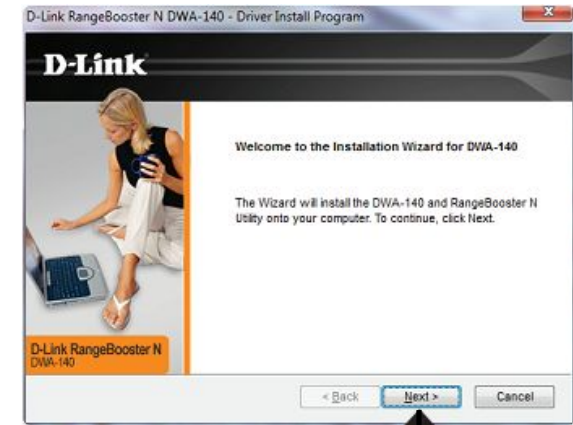 D-Link RangeBooster N DWA-140 - Driver Install Program
X
D-Link
Welcome to the Installation Wizard for DWA-140
The Wizard will install the DWA-140 and RangeBooster N
Utility onto your computer. To continue, click Next.
D-Link RangeBooster N
DWA-140
< Back
Next >
Cancel